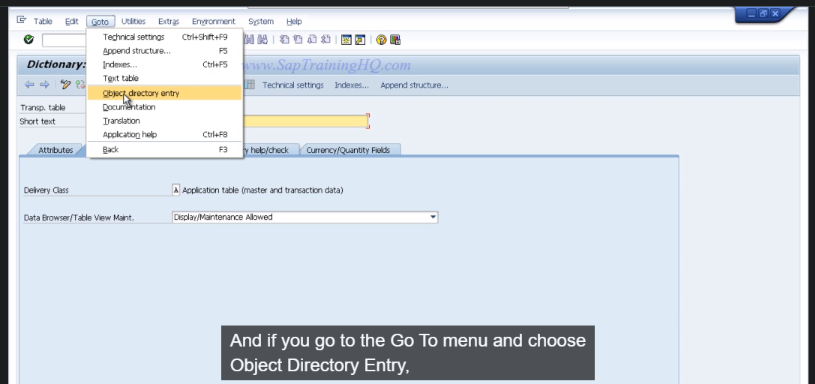 Table Edit Goto Utilities Extras Environment System Help
Technical settings Ctrl+Shift+F9
Append structure... F5
Indexes... Ctrl+F5
Text table
Object directory entry
Documentation
Translation
Application help Ctrl+F8
Back F3
Dictionary:
www.SapTrainingHQ.com
Technical settings Indexes... Append structure...
Transp. table
Short text
Attributes
help/check
Currency/Quantity Fields
Delivery Class
A Application table (master and transaction data)
Data Browser/Table View Maint.
Display/Maintenance Allowed
And if you go to the Go To menu and choose
Object Directory Entry,